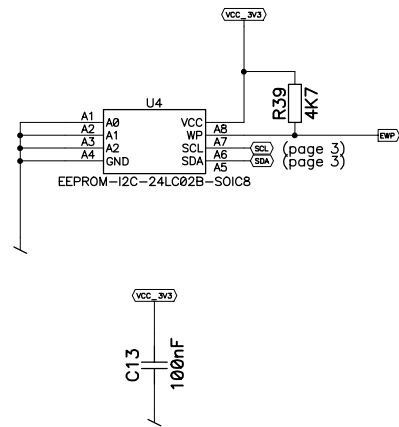 VCC_3V3
U4
A1 A0 VCC
A2 A1 WP A8
A3 A2 SCL A7 SCL (page 3)
A4 GND SDA A6 SDA (page 3)
A5
EEPROM-I2C-24LC02B-SOIC8
R39
4K7
EWP
VCC_3V3
C13
100nF